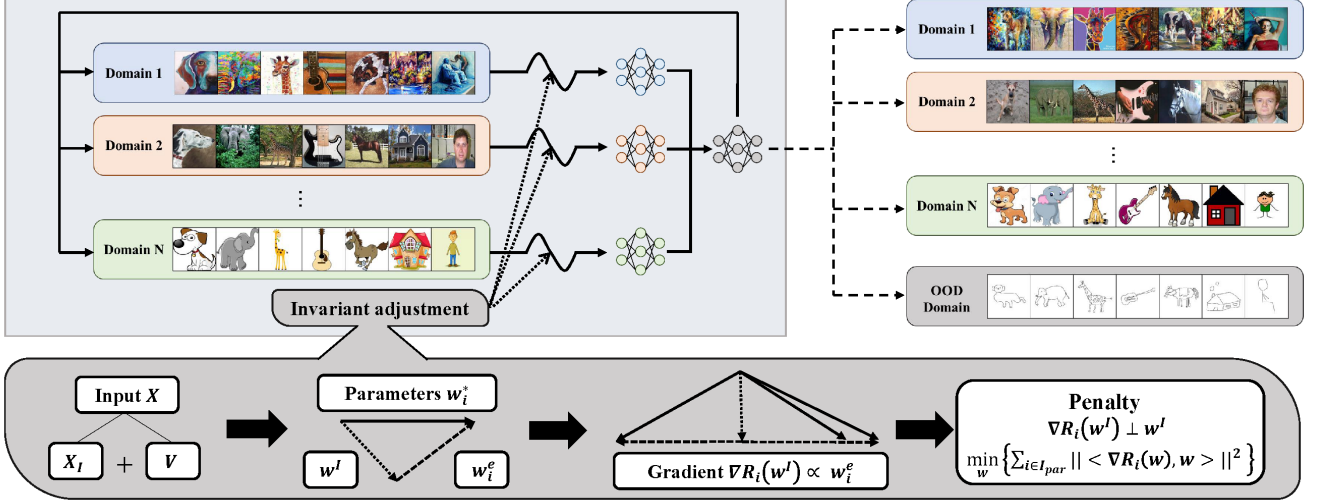 Domain 1
Domain 2
⋮
Domain N
Invariant adjustment
Domain 1
Domain 2
⋮
Domain N
OOD
Domain
Input X
X_I + V
Parameters w_i^*
w^I
w_i^e
Gradient ∇R_i(w^I) ∝ w_i^e
Penalty
∇R_i(w^I) ⊥ w^I
min_w {∑_{i∈I_par} || < ∇R_i(w), w > ||^2 }